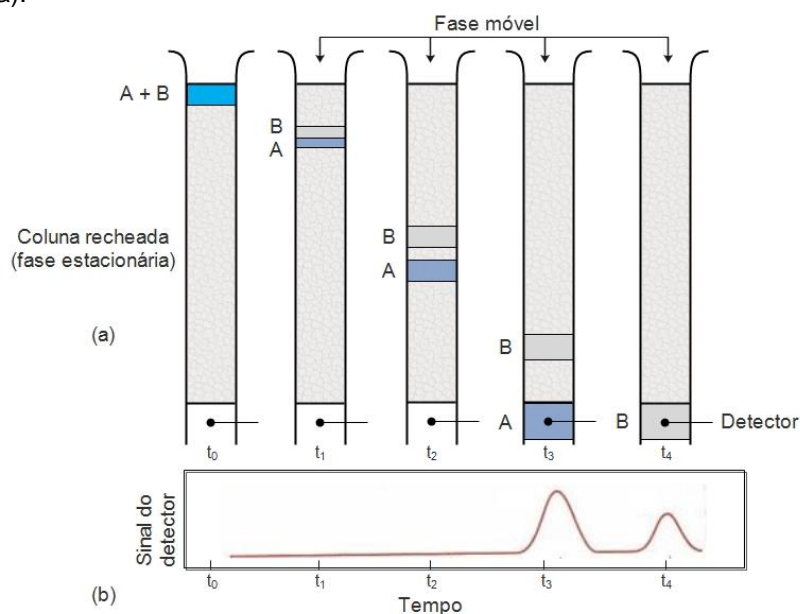 a).
Fase móvel
A + B
B
A
B
A
Coluna recheada
(fase estacionária)
(a)
B
A
B
Detector
t₀
t₁
t₂
t₃
t₄
Sinal do
detector
t₀
t₁
t₂
t₃
t₄
(b)
Tempo